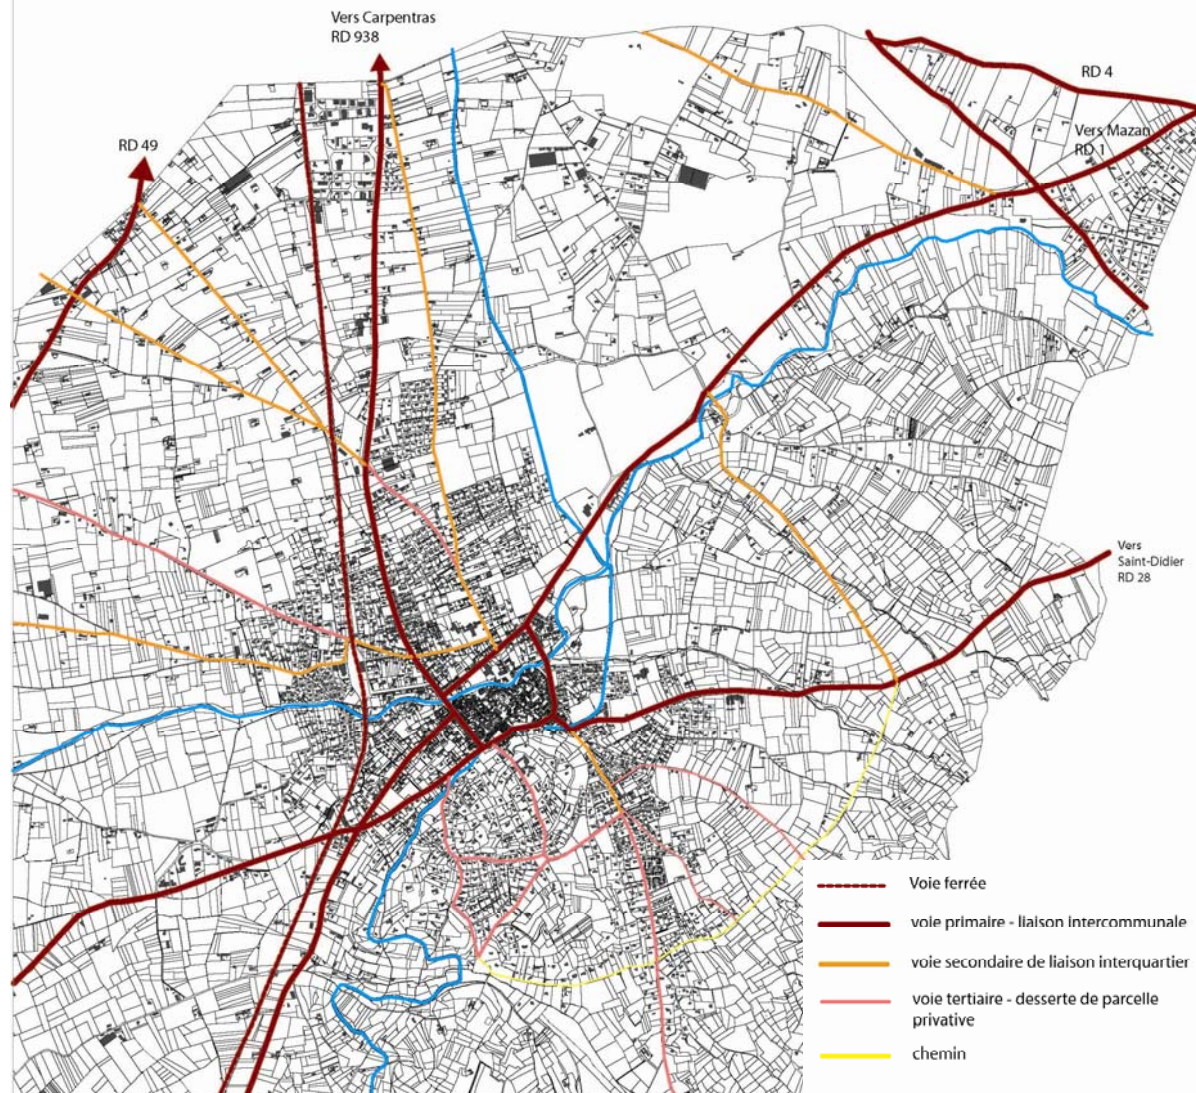 Vers Carpentras
RD 938
RD 4
Vers Mazan
RD 1
RD 49
Vers
Saint-Didier
RD 28
Voie ferrée
voie primaire - liaison intercommunale
voie secondaire de liaison interquartier
voie tertiaire - desserte de parcelle
privative
chemin